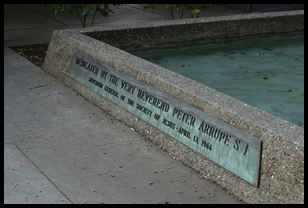 DEDICATED BY THE VERY REVEREND PETER ARRUPE, S. J.
SUPERIOR GENERAL OF THE SOCIETY OF JESUS - APRIL 13, 1966